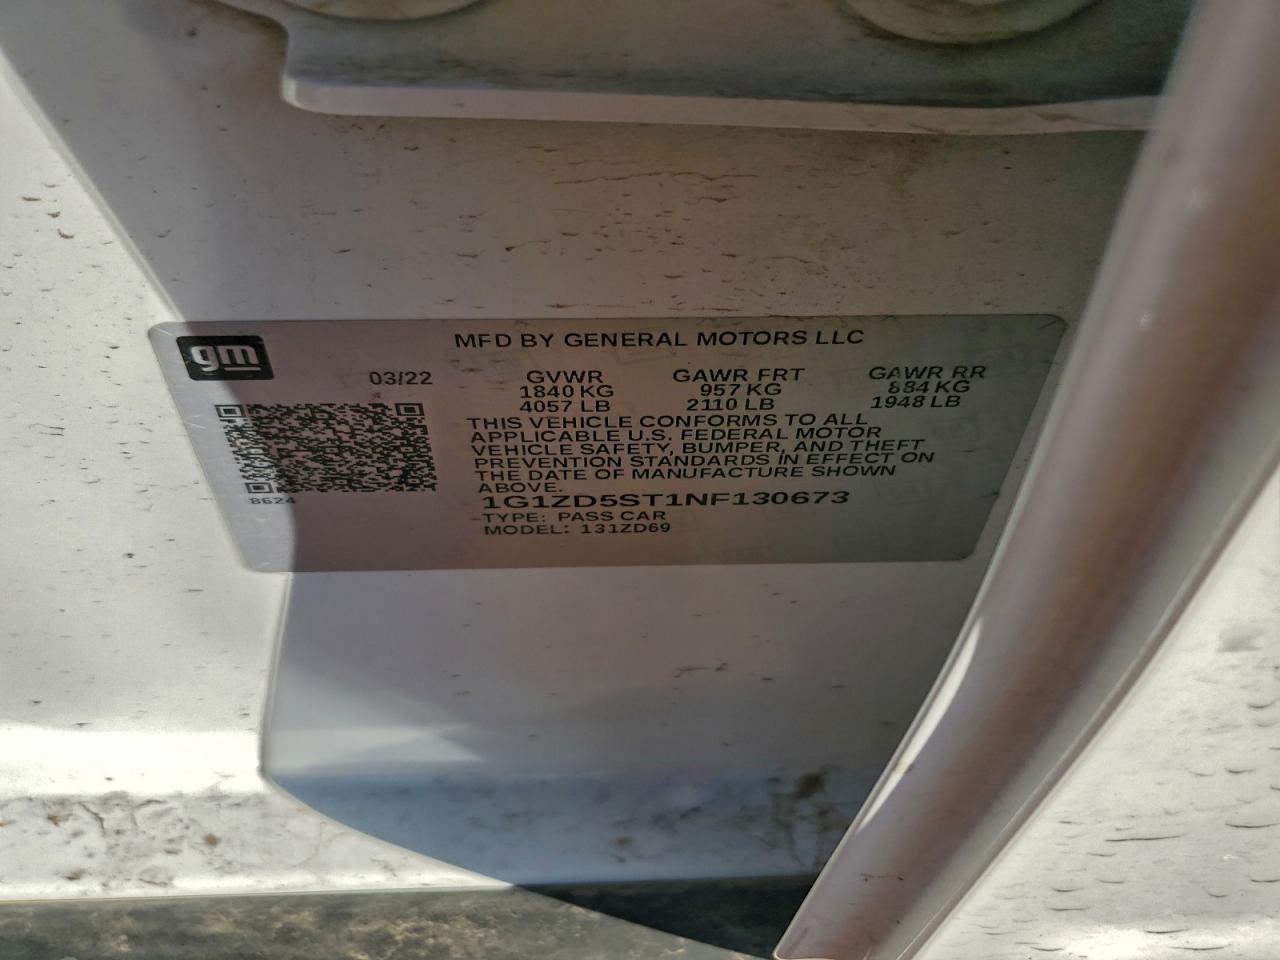 gm
MFD BY GENERAL MOTORS LLC
03/22 GVWR GAWR FRT GAWR RR
1840 KG 957 KG 884 KG
4057 LB 2110 LB 1948 LB
THIS VEHICLE CONFORMS TO ALL
APPLICABLE U.S. FEDERAL MOTOR
VEHICLE SAFETY, BUMPER, AND THEFT
PREVENTION STANDARDS IN EFFECT ON
THE DATE OF MANUFACTURE SHOWN
ABOVE.
8624
1G1ZD5ST1NF130673
TYPE: PASS CAR
MODEL: 131ZD69